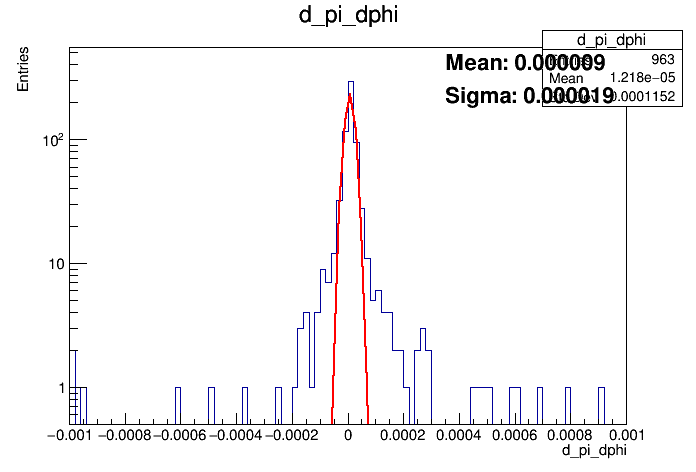 d_pi_dphi
d_pi_dphi
Entries
Mean: 0.000009
963
Mean 1.218e−05
Sigma: 0.000019
0.0001152
10²
10
1
−0.001 −0.0008 −0.0006 −0.0004 −0.0002 0 0.0002 0.0004 0.0006 0.0008 0.001
d_pi_dphi